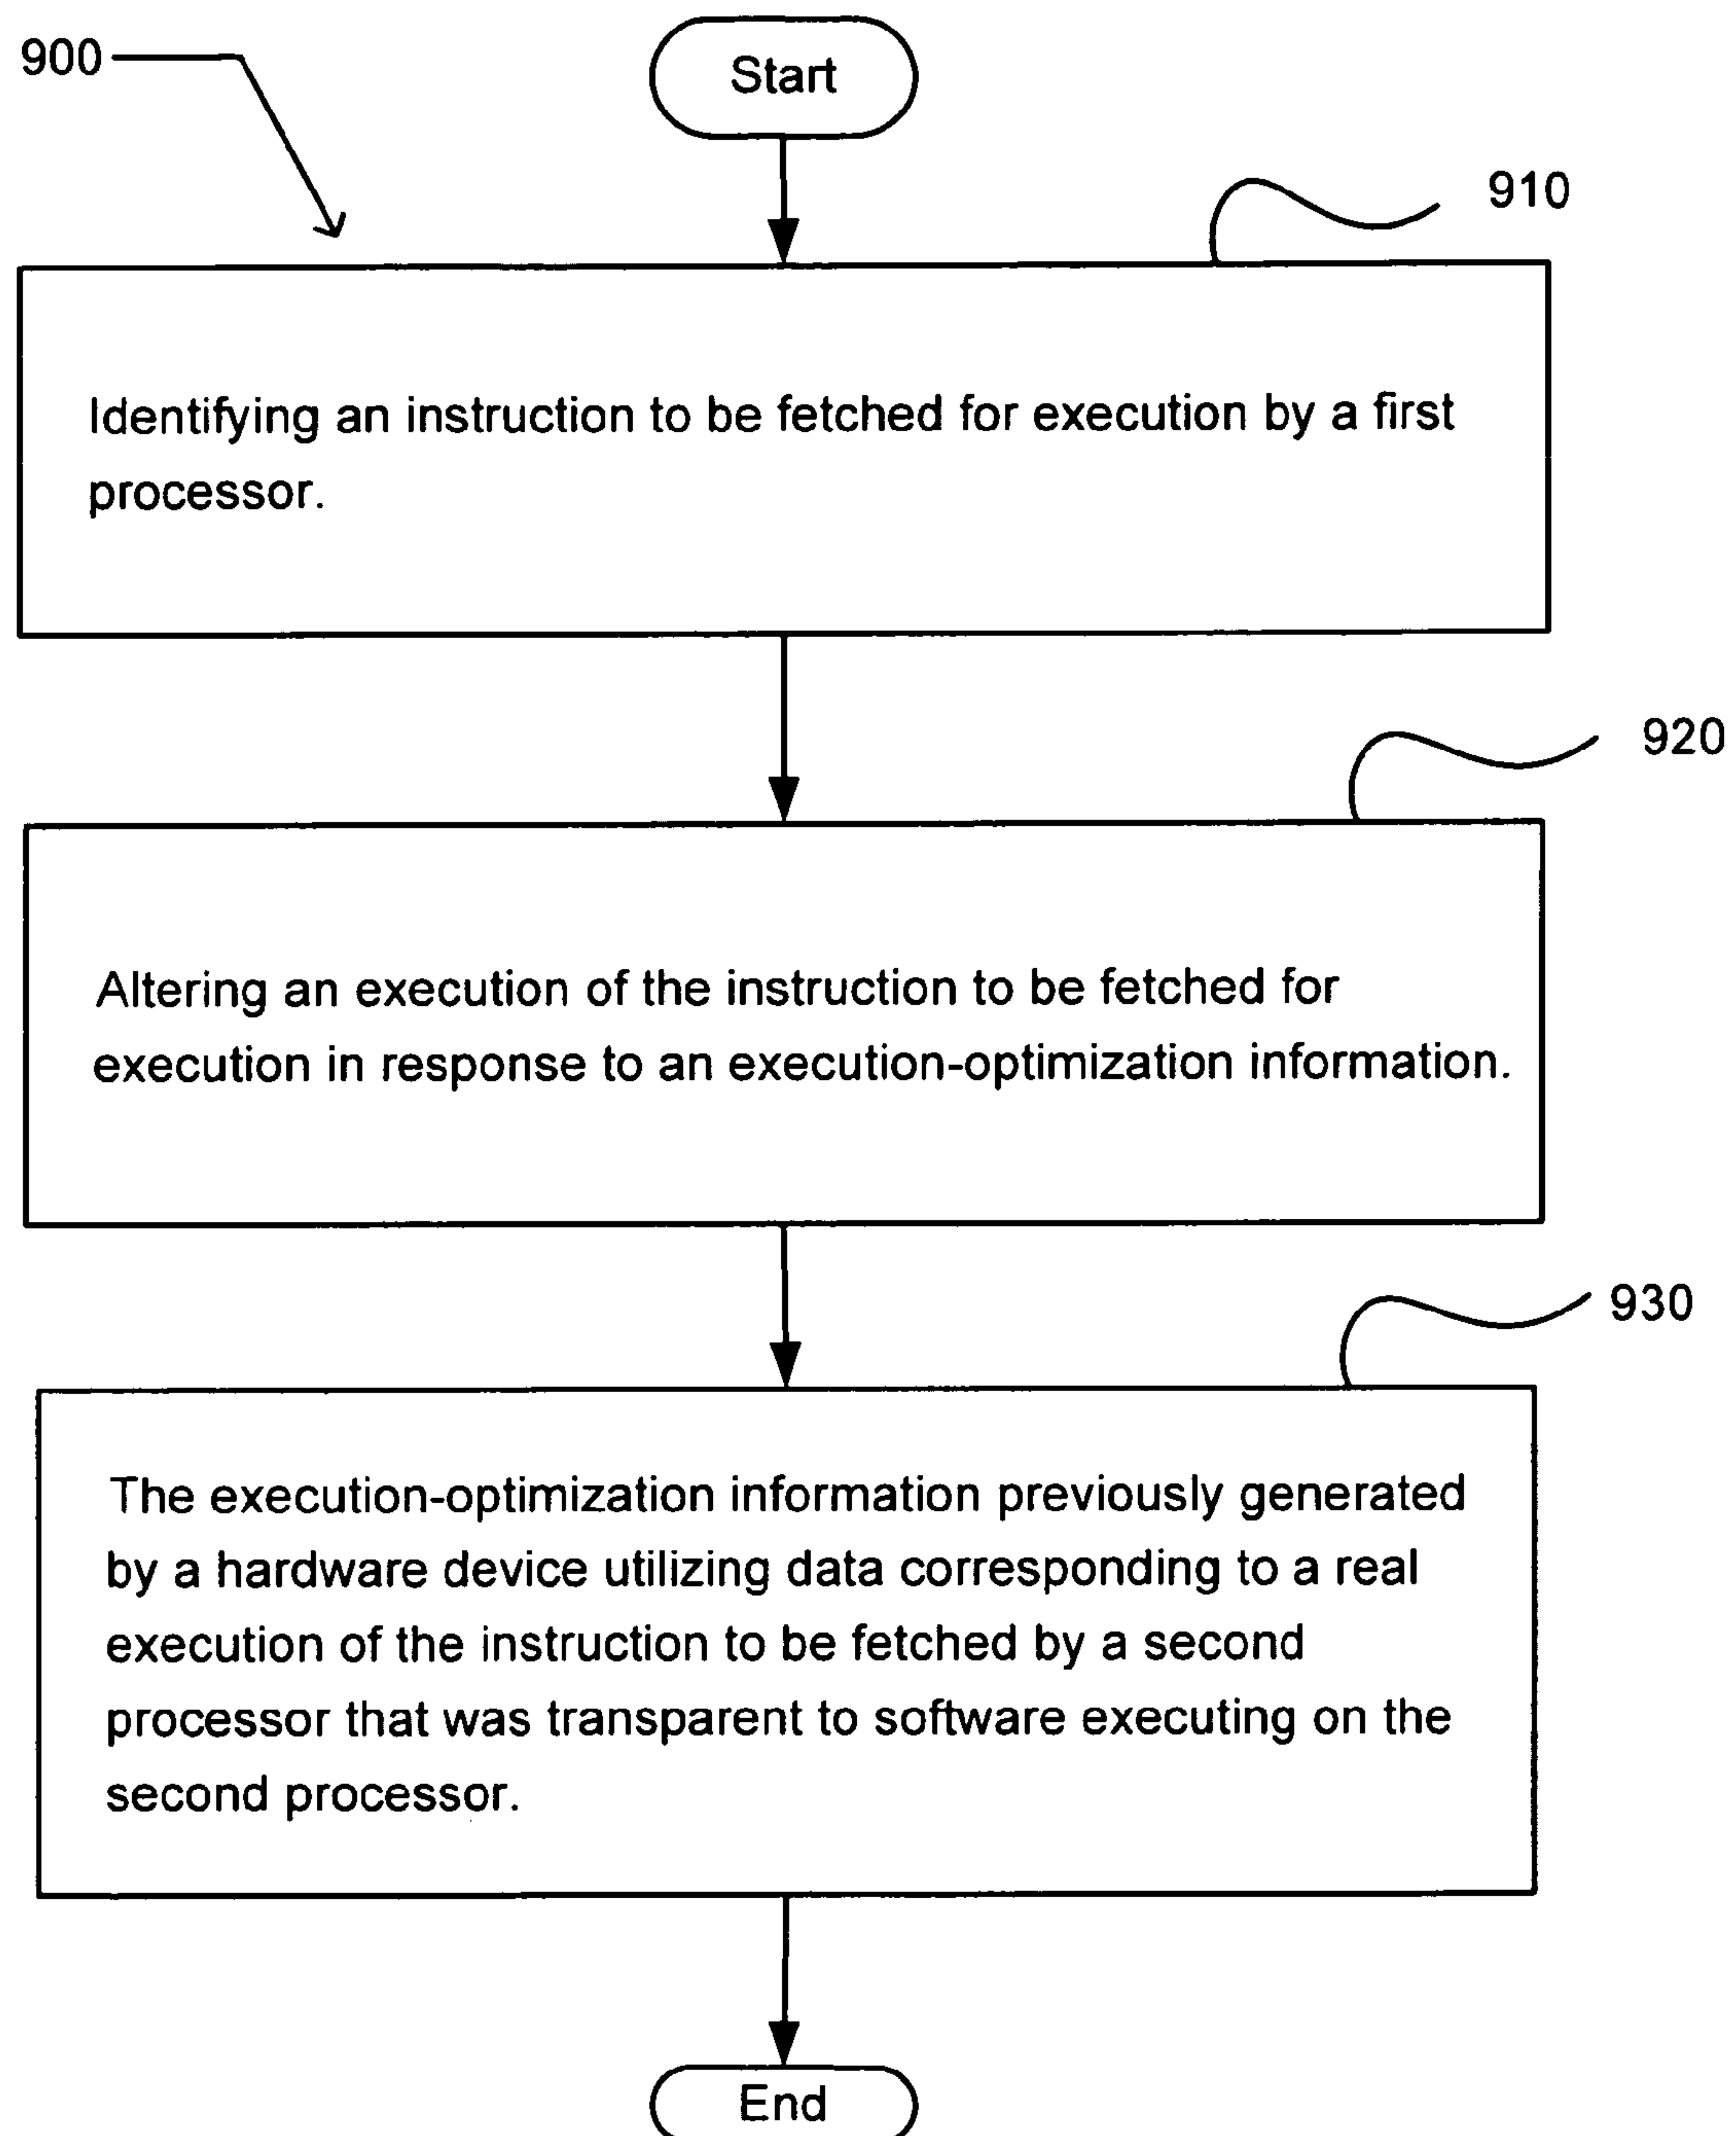 900
Start
910
Identifying an instruction to be fetched for execution by a first
processor.
920
Altering an execution of the instruction to be fetched for
execution in response to an execution-optimization information.
930
The execution-optimization information previously generated
by a hardware device utilizing data corresponding to a real
execution of the instruction to be fetched by a second
processor that was transparent to software executing on the
second processor.
End